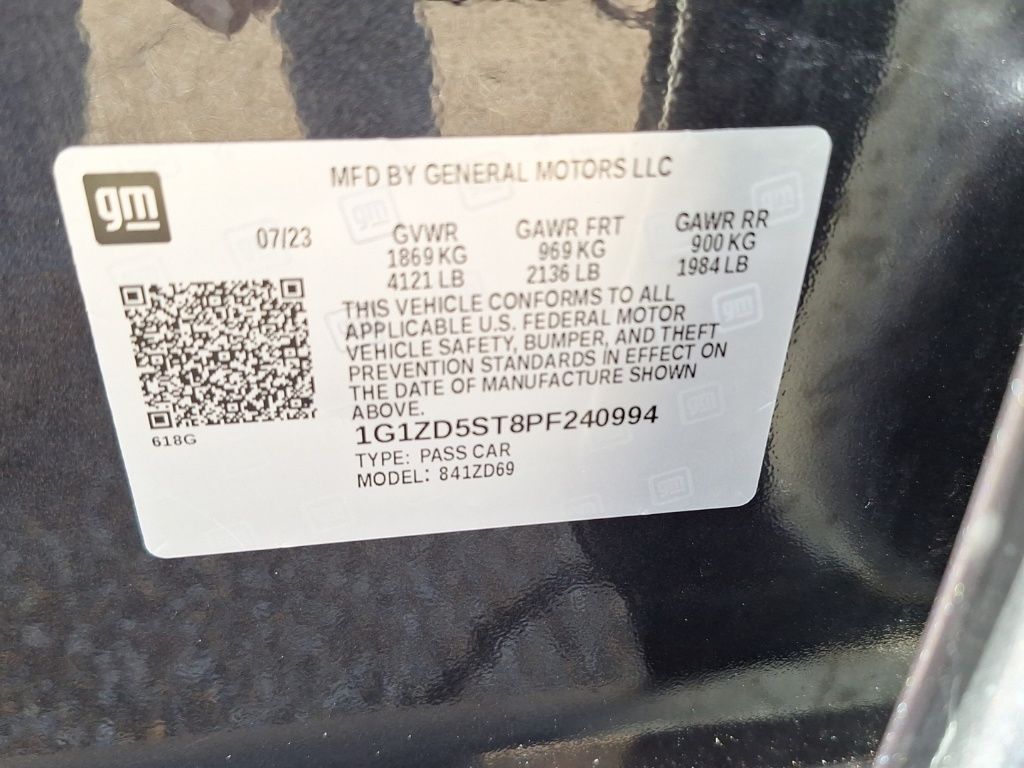 gm
MFD BY GENERAL MOTORS LLC
07/23
GVWR
1869 KG
4121 LB
GAWR FRT
969 KG
2136 LB
GAWR RR
900 KG
1984 LB
THIS VEHICLE CONFORMS TO ALL
APPLICABLE U.S. FEDERAL MOTOR
VEHICLE SAFETY, BUMPER, AND THEFT
PREVENTION STANDARDS IN EFFECT ON
THE DATE OF MANUFACTURE SHOWN
ABOVE.
618G
1G1ZD5ST8PF240994
TYPE: PASS CAR
MODEL: 841ZD69